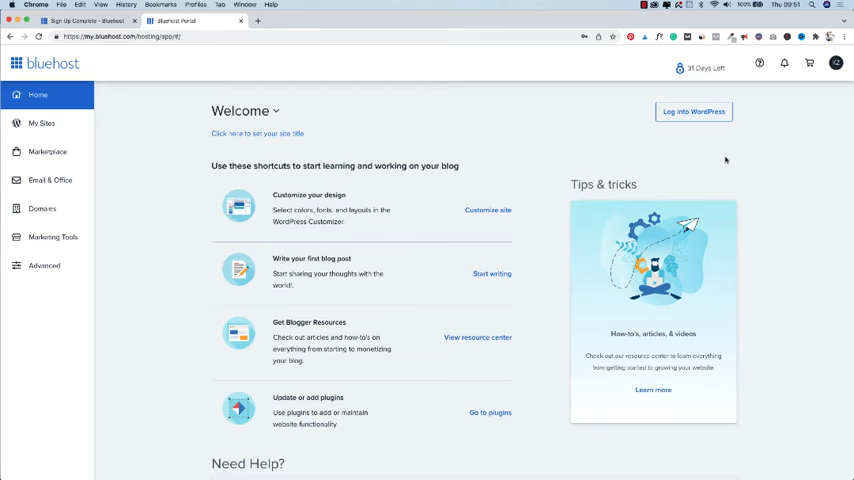 Chrome File Edit View History Bookmarks Profiles Tab Window Help
100% Thu 09:51
Sign Up Complete - Bluehost
Bluehost Portal
https://my.bluehost.com/hosting/app/#/
bluehost
31 Days Left
KZ
Home
My Sites
Marketplace
Email & Office
Domains
Marketing Tools
Advanced
Welcome
Log into WordPress
Click here to set your site title
Use these shortcuts to start learning and working on your blog
Customize your design
Select colors, fonts, and layouts in the
WordPress Customizer.
Customize site
Write your first blog post
Start sharing your thoughts with the
world!
Start writing
Get Blogger Resources
Check out articles and how-to's on
everything from starting to monetizing
your blog.
View resource center
Update or add plugins
Use plugins to add or maintain
website functionality
Go to plugins
Tips & tricks
How-to's, articles, & videos
Check out our resource center to learn everything
from getting started to growing your website.
Learn more
Need Help?